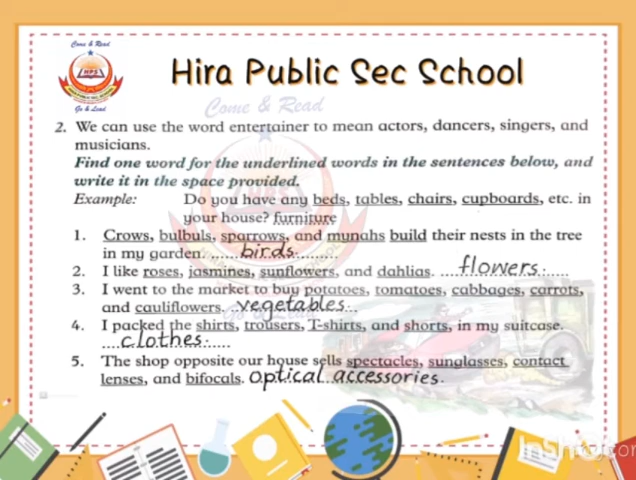 Come & Read
HPS
Go & Lead
Hira Public Sec School
Come & Read
2. We can use the word entertainer to mean actors, dancers, singers, and
musicians.
Find one word for the underlined words in the sentences below, and
write it in the space provided.
Example: Do you have any beds, tables, chairs, cupboards, etc. in
your house? furniture
1. Crows, bulbuls, sparrows, and mynahs build their nests in the tree
in my garden. ......birds..........
2. I like roses, jasmines, sunflowers, and dahlias. ....flowers.......
3. I went to the market to buy potatoes, tomatoes, cabbages, carrots,
and cauliflowers. vegetables...
Go & Lead
4. I packed the shirts, trousers, T-shirts, and shorts, in my suitcase.
....clothes......
5. The shop opposite our house sells spectacles, sunglasses, contact
lenses, and bifocals. optical accessories.
InShot